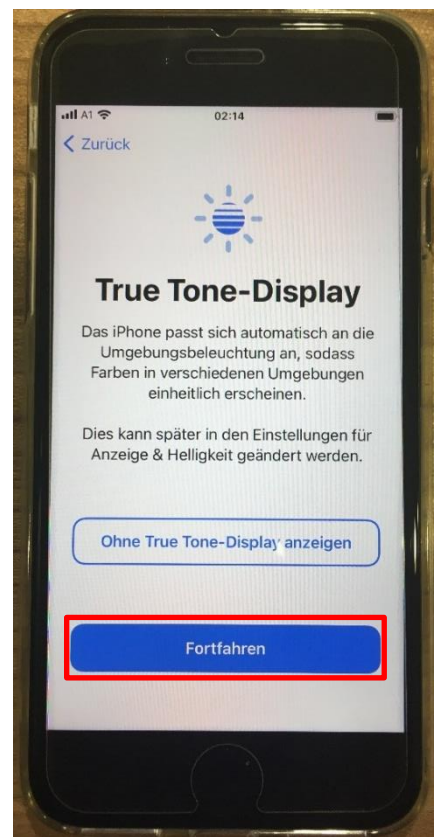 A1 02:14
Zurück
True Tone-Display
Das iPhone passt sich automatisch an die
Umgebungsbeleuchtung an, sodass
Farben in verschiedenen Umgebungen
einheitlich erscheinen.
Dies kann später in den Einstellungen für
Anzeige & Helligkeit geändert werden.
Ohne True Tone-Display anzeigen
Fortfahren